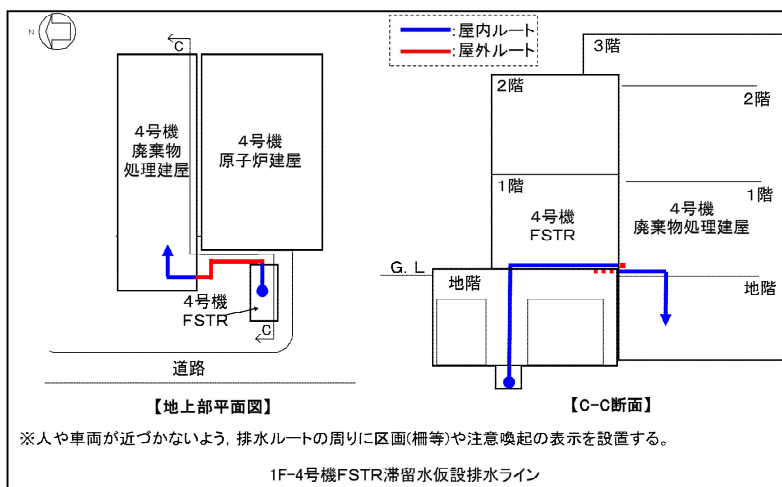 N
C
:屋内ルート
:屋外ルート
4号機
廃棄物
処理建屋
4号機
原子炉建屋
4号機
FSTR
C
道路
【地上部平面図】
3階
2階
2階
1階
1階
4号機
FSTR
4号機
廃棄物
処理建屋
G.L
地階
地階
【C-C断面】
※人や車両が近づかないよう,排水ルートの周りに区画(柵等)や注意喚起の表示を設置する。
1F-4号機FSTR滞留水仮設排水ライン